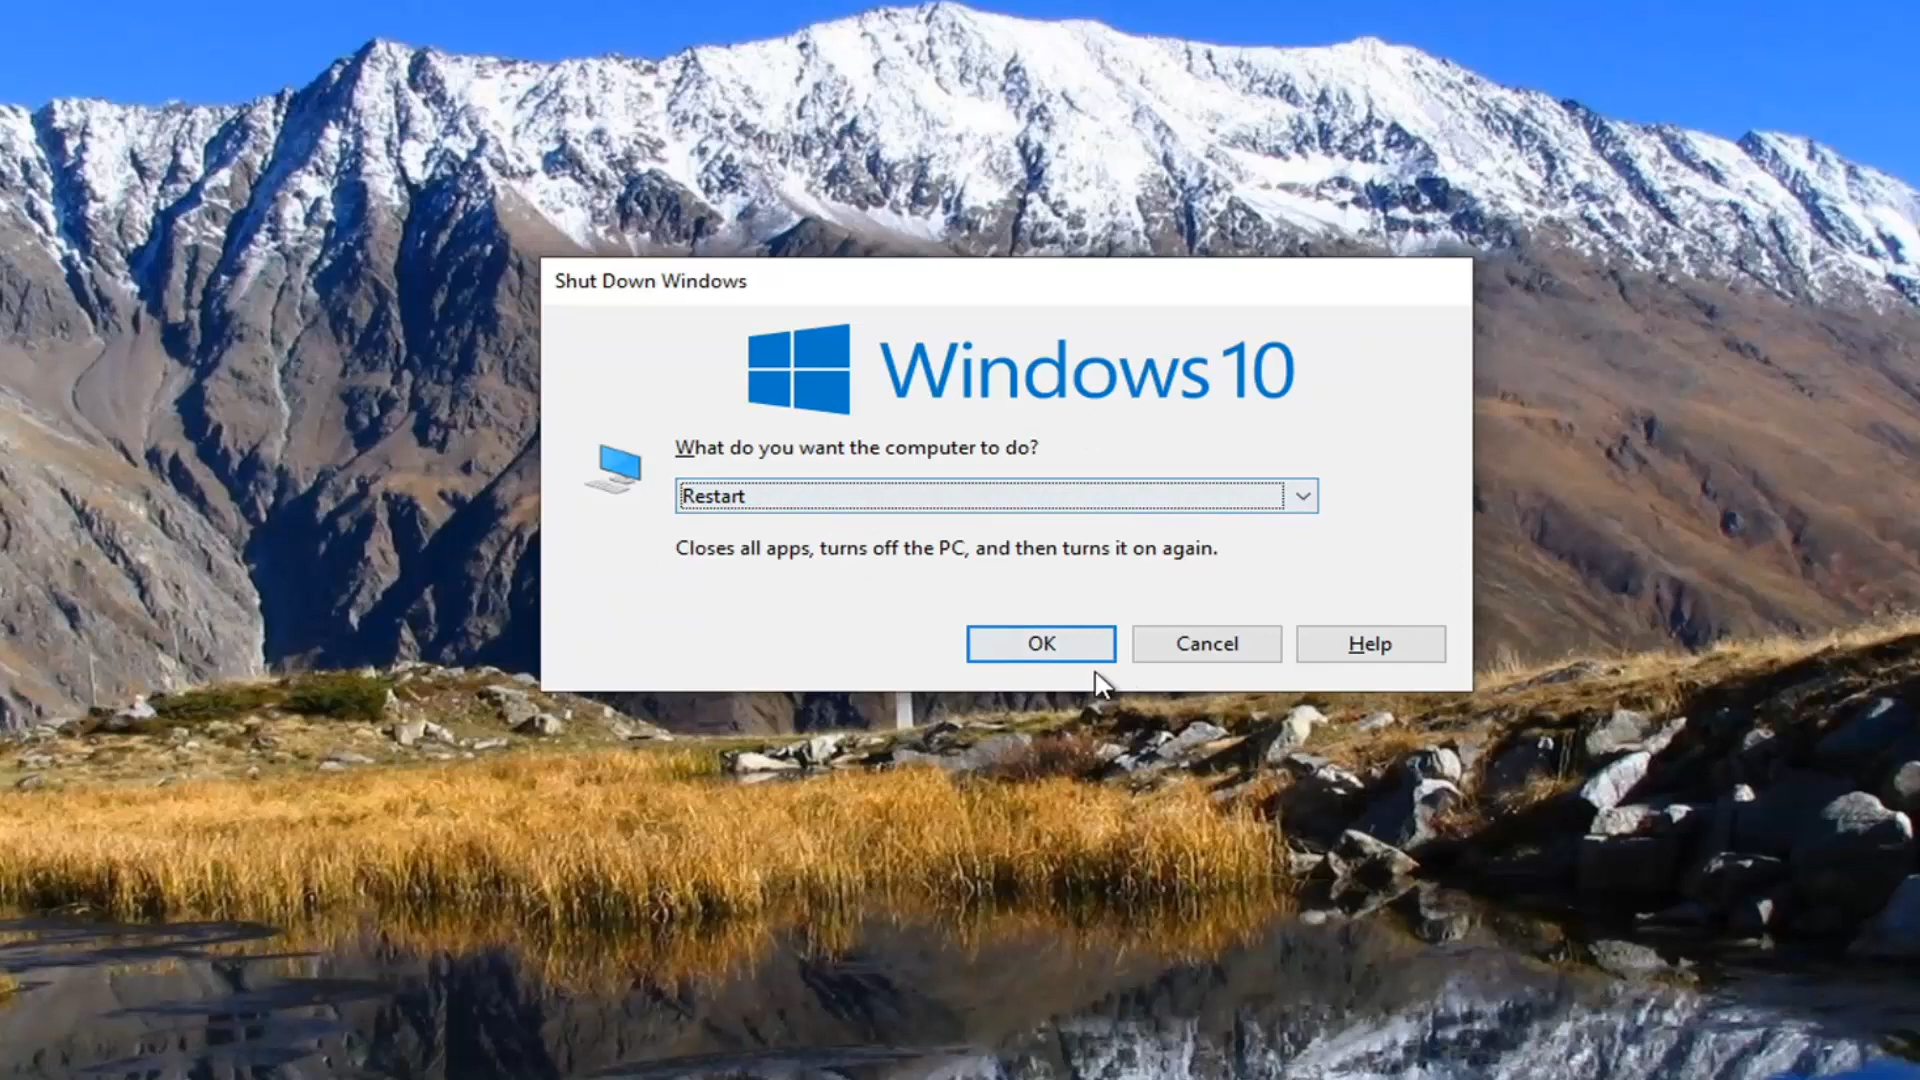 Shut Down Windows
Windows 10
What do you want the computer to do?
Restart
Closes all apps, turns off the PC, and then turns it on again.
OK Cancel Help